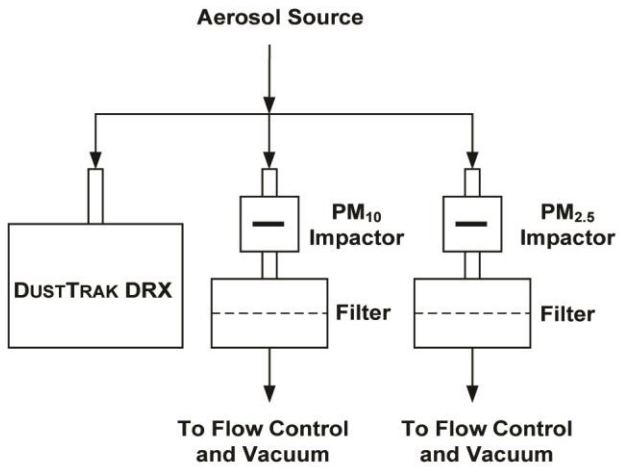 Aerosol Source
PM10
Impactor
PM2.5
Impactor
DUSTTRAK DRX
Filter
Filter
To Flow Control
and Vacuum
To Flow Control
and Vacuum